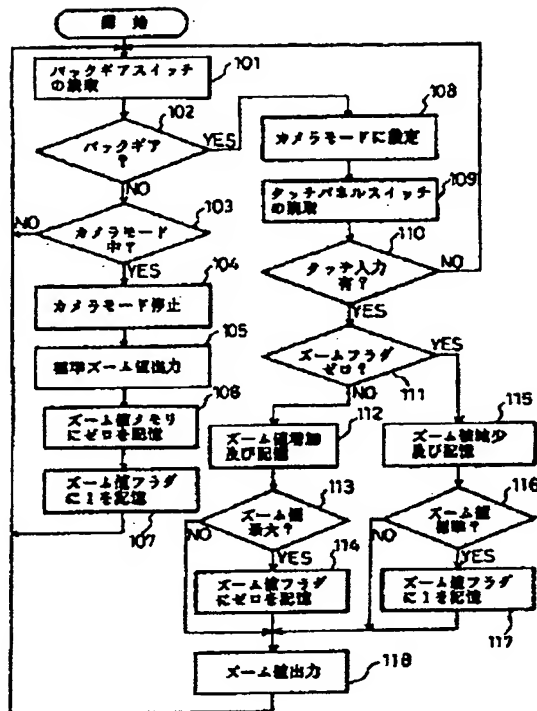 開始
バックギアスイッチ
の読取
101
102
バックギア
?
YES
NO
103
カメラモード
中?
NO
YES
104
カメラモード停止
105
標準ズーム値出力
106
ズーム値メモリ
にゼロを記憶
ズーム値フラグ
に1を記憶
107
108
カメラモードに設定
タッチパネルスイッチ
の読取
109
110
タッチ入力
有?
NO
YES
ズームフラグ
ゼロ?
YES
111
NO
112
ズーム値増加
及び記憶
113
ズーム値
最大?
NO
YES
114
ズーム値フラグ
にゼロを記憶
115
ズーム値減少
及び記憶
116
ズーム値
標準?
NO
YES
ズーム値フラグ
に1を記憶
117
ズーム値出力
118